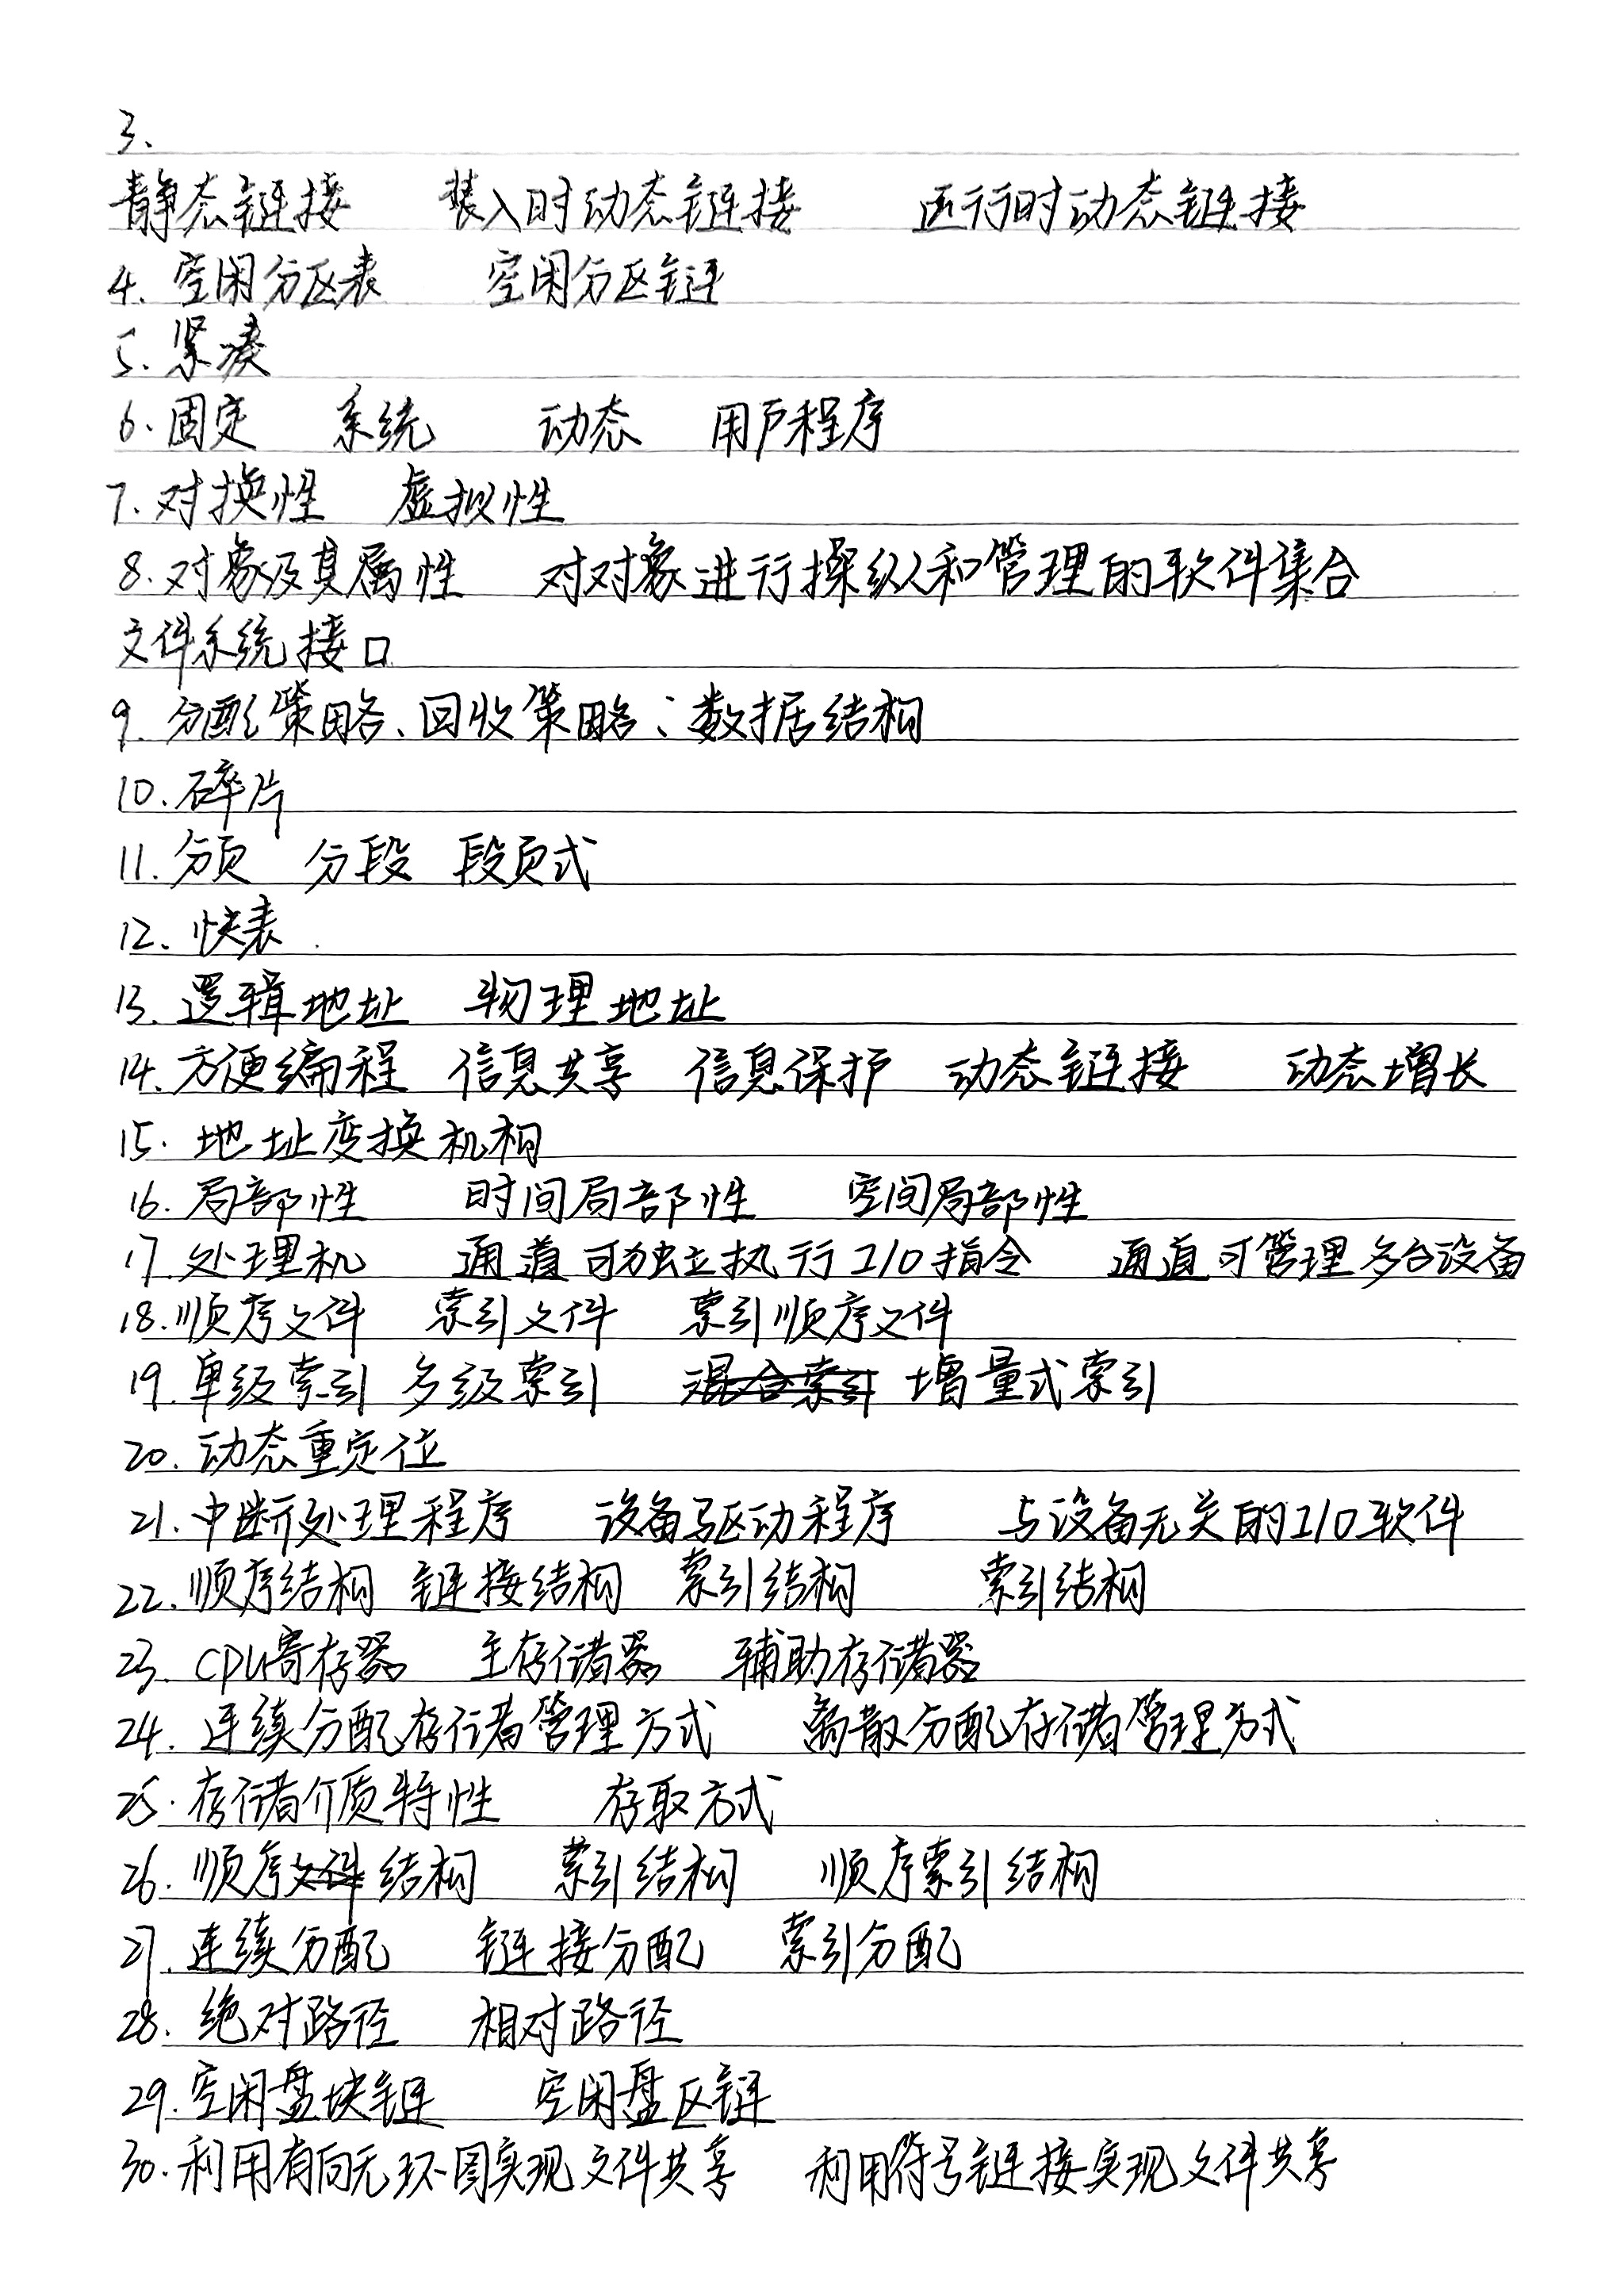 3.
静态链接 装入时动态链接 运行时动态链接
4. 空闲分区表 空闲分区链
5. 紧凑
6. 固定 系统 动态 用户程序
7. 对换性 虚拟性
8. 对象及其属性 对对象进行操纵和管理的软件集合
文件系统接口
9. 分配策略、回收策略;数据结构
10. 碎片
11. 分页 分段 段页式
12. 快表
13. 逻辑地址 物理地址
14. 方便编程 信息共享 信息保护 动态链接 动态增长
15. 地址变换机构
16. 局部性 时间局部性 空间局部性
17. 处理机 通道可独立执行I/O指令 通道可管理多台设备
18. 顺序文件 索引文件 索引顺序文件
19. 单级索引 多级索引 混合索引 增量式索引
20. 动态重定位
21. 中断处理程序 设备驱动程序 与设备无关的I/O软件
22. 顺序结构 链接结构 索引结构 索引结构
23. CPU寄存器 主存储器 辅助存储器
24. 连续分配存储管理方式 离散分配存储管理方式
25. 存储介质特性 存取方式
26. 顺序文件结构 索引结构 顺序索引结构
27. 连续分配 链接分配 索引分配
28. 绝对路径 相对路径
29. 空闲盘块链 空闲盘区链
30. 利用有向无环图实现文件共享 利用符号链接实现文件共享